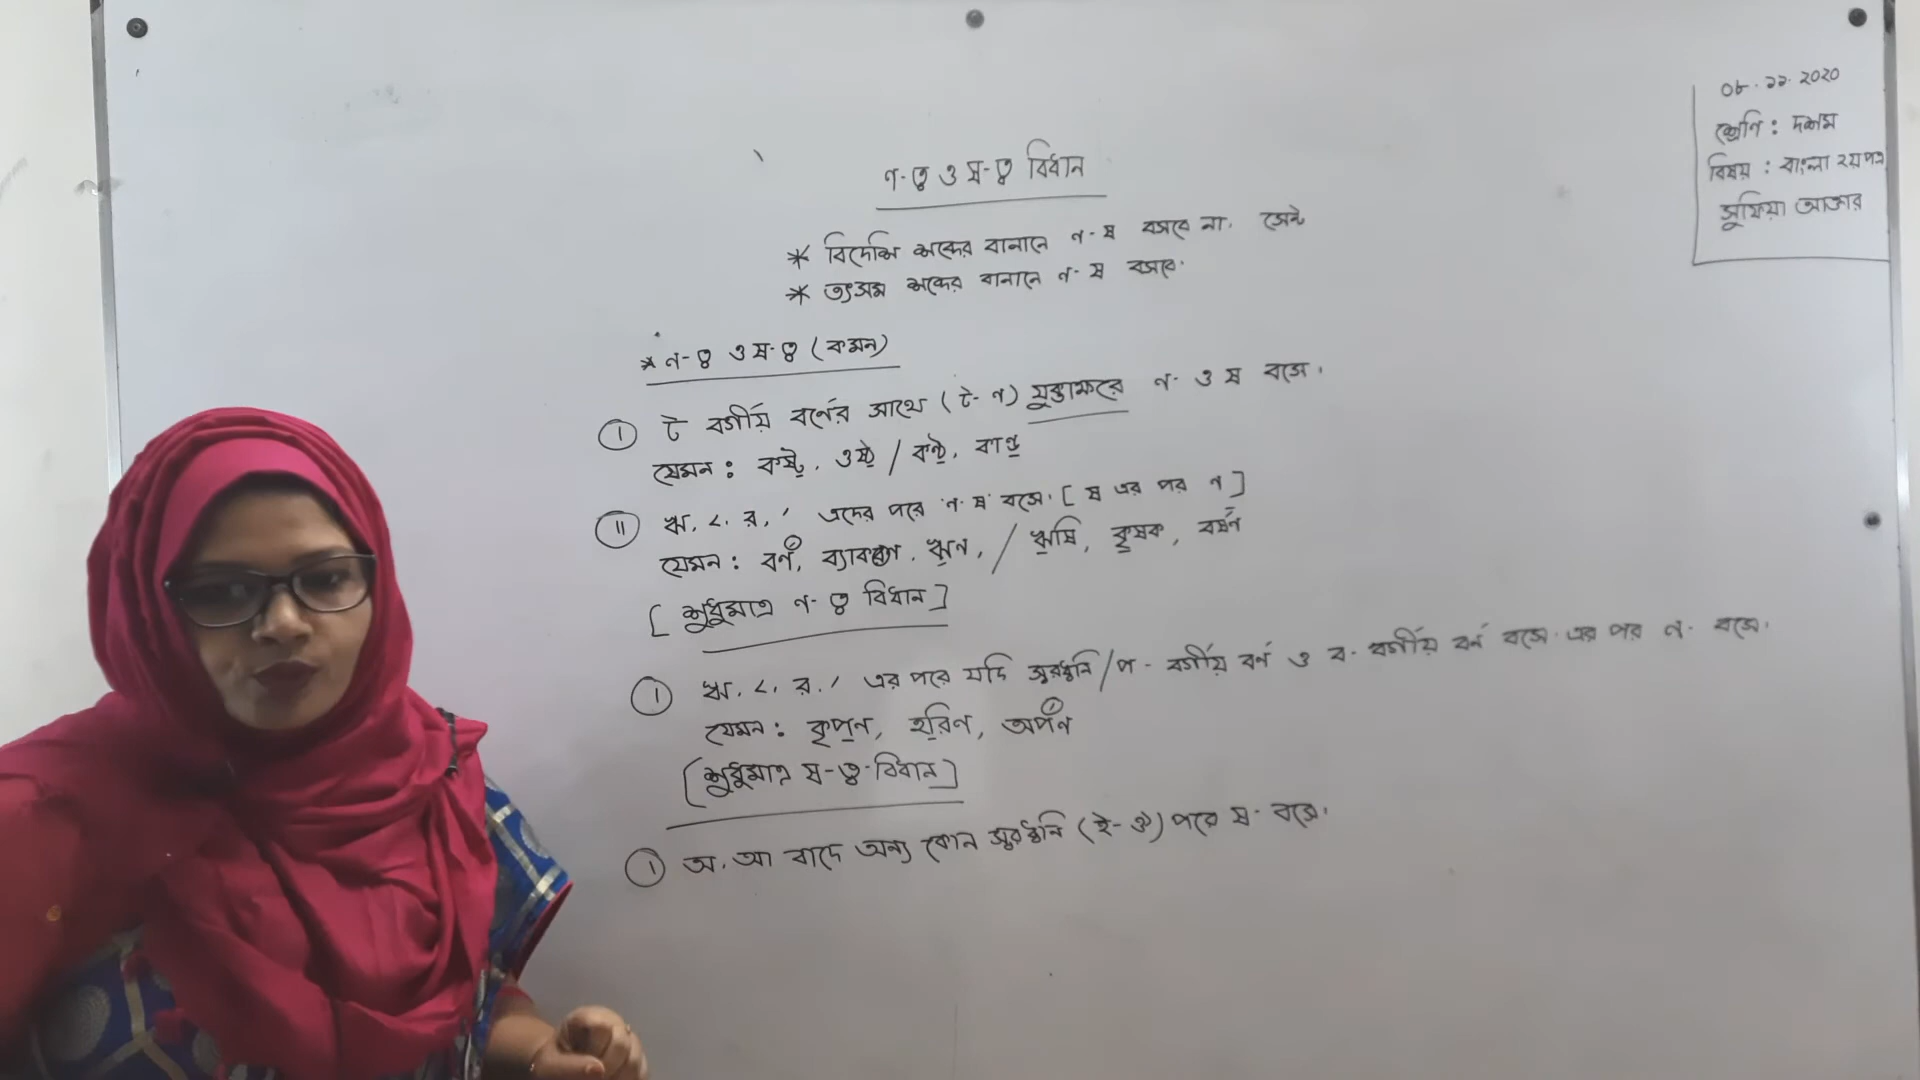 ০৮.১১.২০২০
শ্রেণি : দশম
বিষয় : বাংলা ২য় পত্র
সুফিয়া আক্তার
ণ-ত্ব ও ষ-ত্ব বিধান
* বিদেশি শব্দের বানানে ণ-ষ বসবে না.
* তৎসম শব্দের বানানে ণ-ষ বসবে.
* ণ-ত্ব ও ষ-ত্ব (কমন)
① ট বর্গীয় বর্ণের সাথে (ট-ণ) যুক্তাক্ষরে ণ ও ষ বসে.
যেমন : কষ্ট, ওষ্ঠ / কণ্ঠ, কাণ্ড
② ঋ, ৃ, র, র্ এদের পরে 'ণ-ষ' বসে. [ ষ এর পর ণ ]
যেমন : বর্ণ, ব্যাকরণ, ঋণ, / ঋষি, কৃষক, বর্ষণ
[ শুধুমাত্র ণ-ত্ব বিধান ]
① ঋ, ৃ, র, র্ এর পরে যদি স্বরধ্বনি / প-বর্গীয় বর্ণ ও ক-বর্গীয় বর্ণ বসে এর পর ণ বসে.
যেমন : কৃপণ, হরিণ, অর্পণ
[ শুধুমাত্র ষ-ত্ব-বিধান ]
① অ, আ বাদে অন্য কোন স্বরধ্বনি (ই-ঔ) পরে ষ বসে.